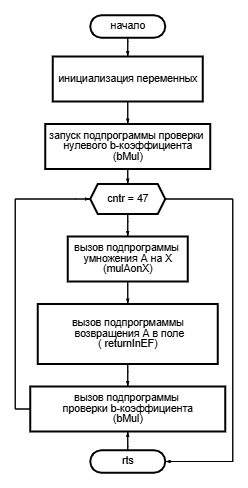 начало
инициализация переменных
запуск подпрограммы проверки
нулевого b-коэффициента
(bMul)
cntr = 47
вызов подпрограммы
умножения А на Х
(mulAonX)
вызов подпрогрмаммы
возвращения А в поле
( returnInEF)
вызов подпрограммы
проверки b-коэффициента
(bMul)
rts